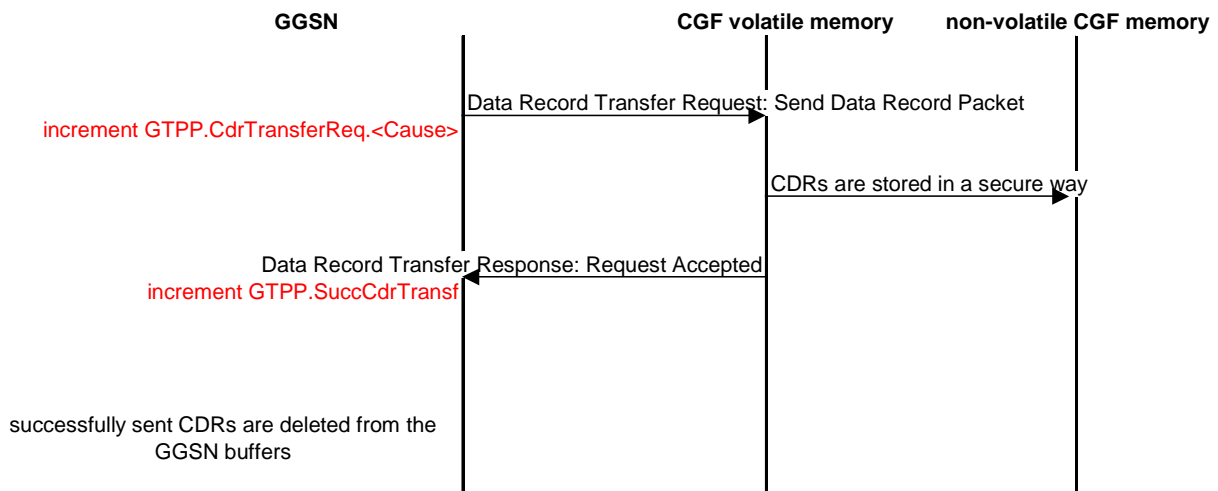 GGSN
CGF volatile memory
non-volatile CGF memory
Data Record Transfer Request: Send Data Record Packet
increment GTPP.CdrTransferReq.<Cause>
CDRs are stored in a secure way
Data Record Transfer Response: Request Accepted
increment GTPP.SuccCdrTransf
successfully sent CDRs are deleted from the
GGSN buffers